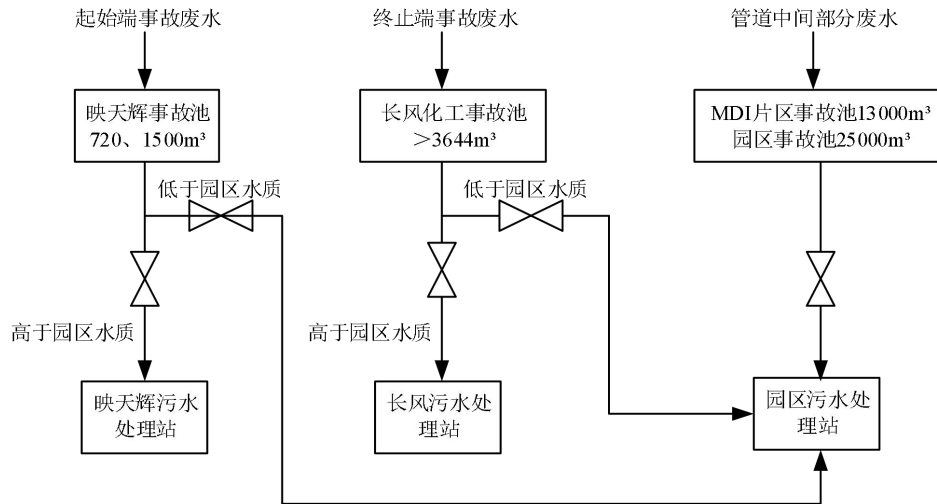 起始端事故废水
终止端事故废水
管道中间部分废水
映天辉事故池
720、1500m³
长风化工事故池
＞3644m³
MDI片区事故池13000m³
园区事故池25000m³
低于园区水质
低于园区水质
高于园区水质
高于园区水质
映天辉污水
处理站
长风污水处
理站
园区污水处
理站